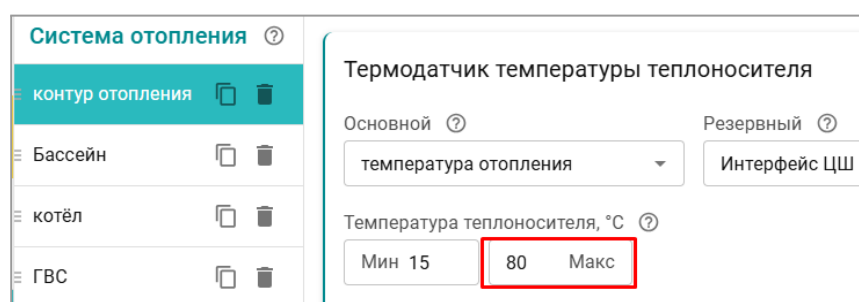 Система отопления
контур отопления
Бассейн
котёл
ГВС
Термодатчик температуры теплоносителя
Основной
Резервный
температура отопления
Интерфейс ЦШ
Температура теплоносителя, °C
Мин 15
80 Макс